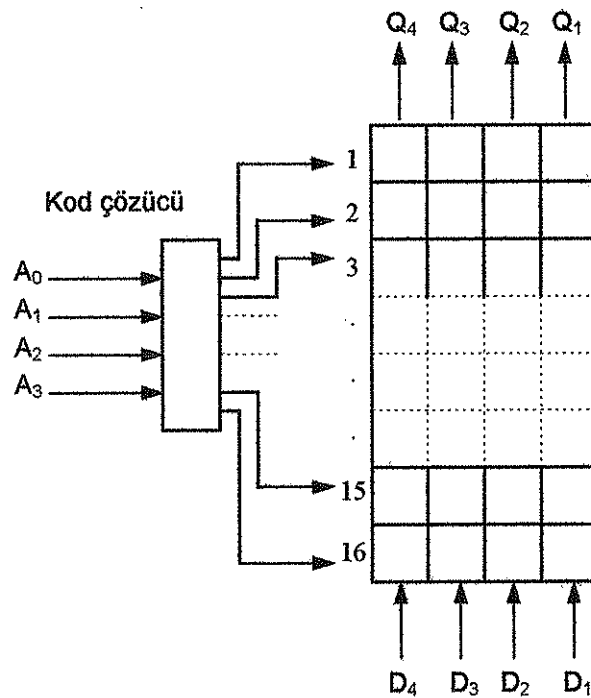 Q4 Q3 Q2 Q1
1
Kod çözücü
2
A0
3
A1
A2
A3
15
16
D4 D3 D2 D1